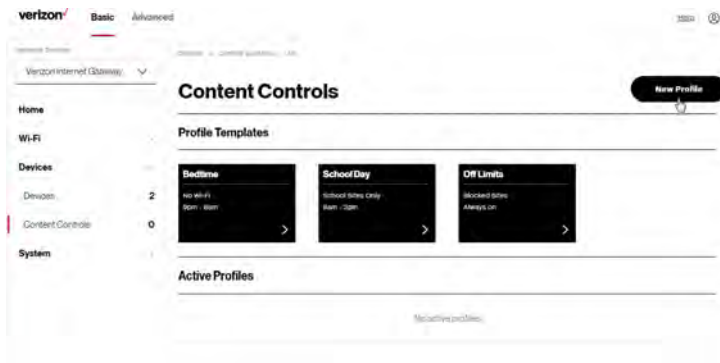 verizon
Basic
Advanced
Verizon Internet Gateway
Content Controls
New Profile
Home
Wi-Fi
Profile Templates
Devices
Devices 2
Content Controls 0
System
Bedtime
No Wi-Fi
9pm - 8am
School Day
School Sites Only
8am - 3pm
Off Limits
Blocked Sites
Always on
Active Profiles
No active profiles